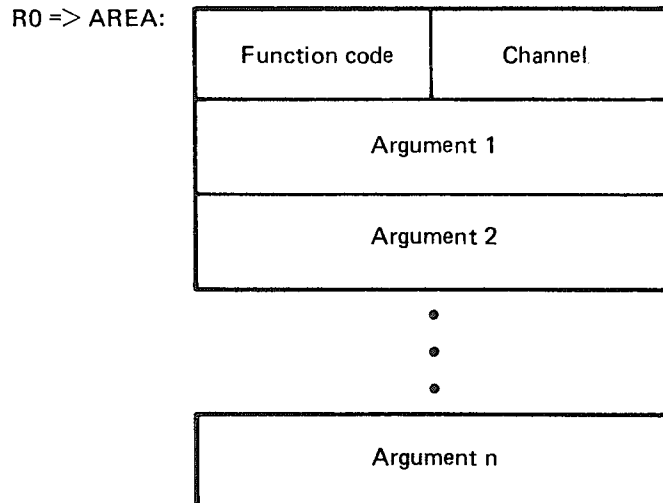 R0 => AREA:
Function code Channel
Argument 1
Argument 2
Argument n